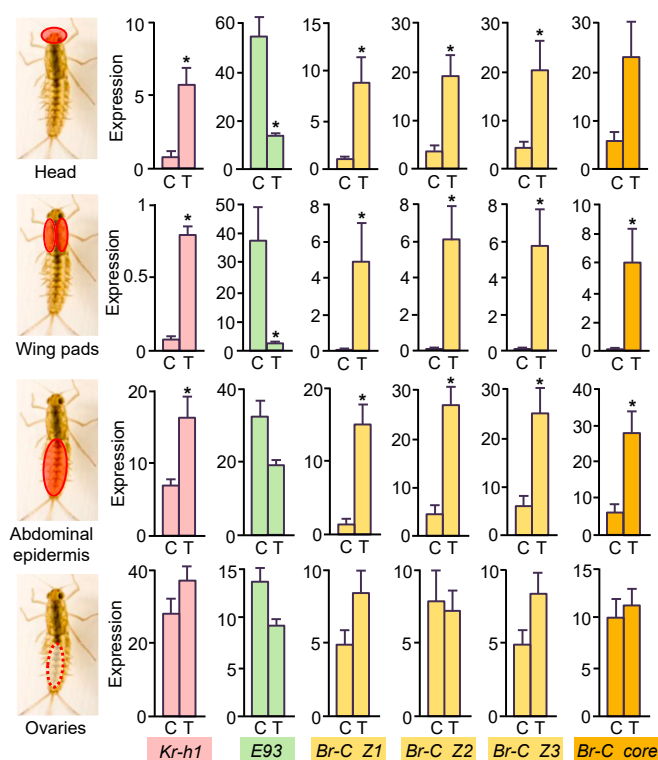 Expression
10
5
0
*
C T
60
40
20
0
*
C T
15
10
5
0
*
C T
30
20
10
0
*
C T
30
20
10
0
*
C T
30
20
10
0
C T
Head
Expression
1
0.5
0
*
C T
50
40
30
20
10
0
*
C T
8
6
4
2
0
*
C T
8
6
4
2
0
*
C T
8
6
4
2
0
*
C T
10
8
6
4
2
0
*
C T
Wing pads
Expression
20
10
0
*
C T
40
20
0
C T
20
10
0
*
C T
30
20
10
0
*
C T
30
20
10
0
*
C T
40
30
20
10
0
*
C T
Abdominal
epidermis
Expression
40
20
0
C T
15
10
5
0
C T
10
5
0
C T
10
5
0
C T
10
5
0
C T
15
10
5
0
C T
Ovaries
Kr-h1
E93
Br-C Z1
Br-C Z2
Br-C Z3
Br-C core